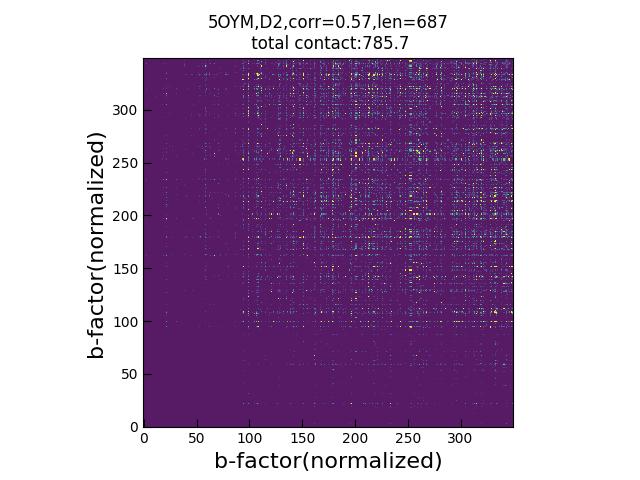 5OYM,D2,corr=0.57,len=687
total contact:785.7
b-factor(normalized)
300
250
200
150
100
50
0
0 50 100 150 200 250 300
b-factor(normalized)